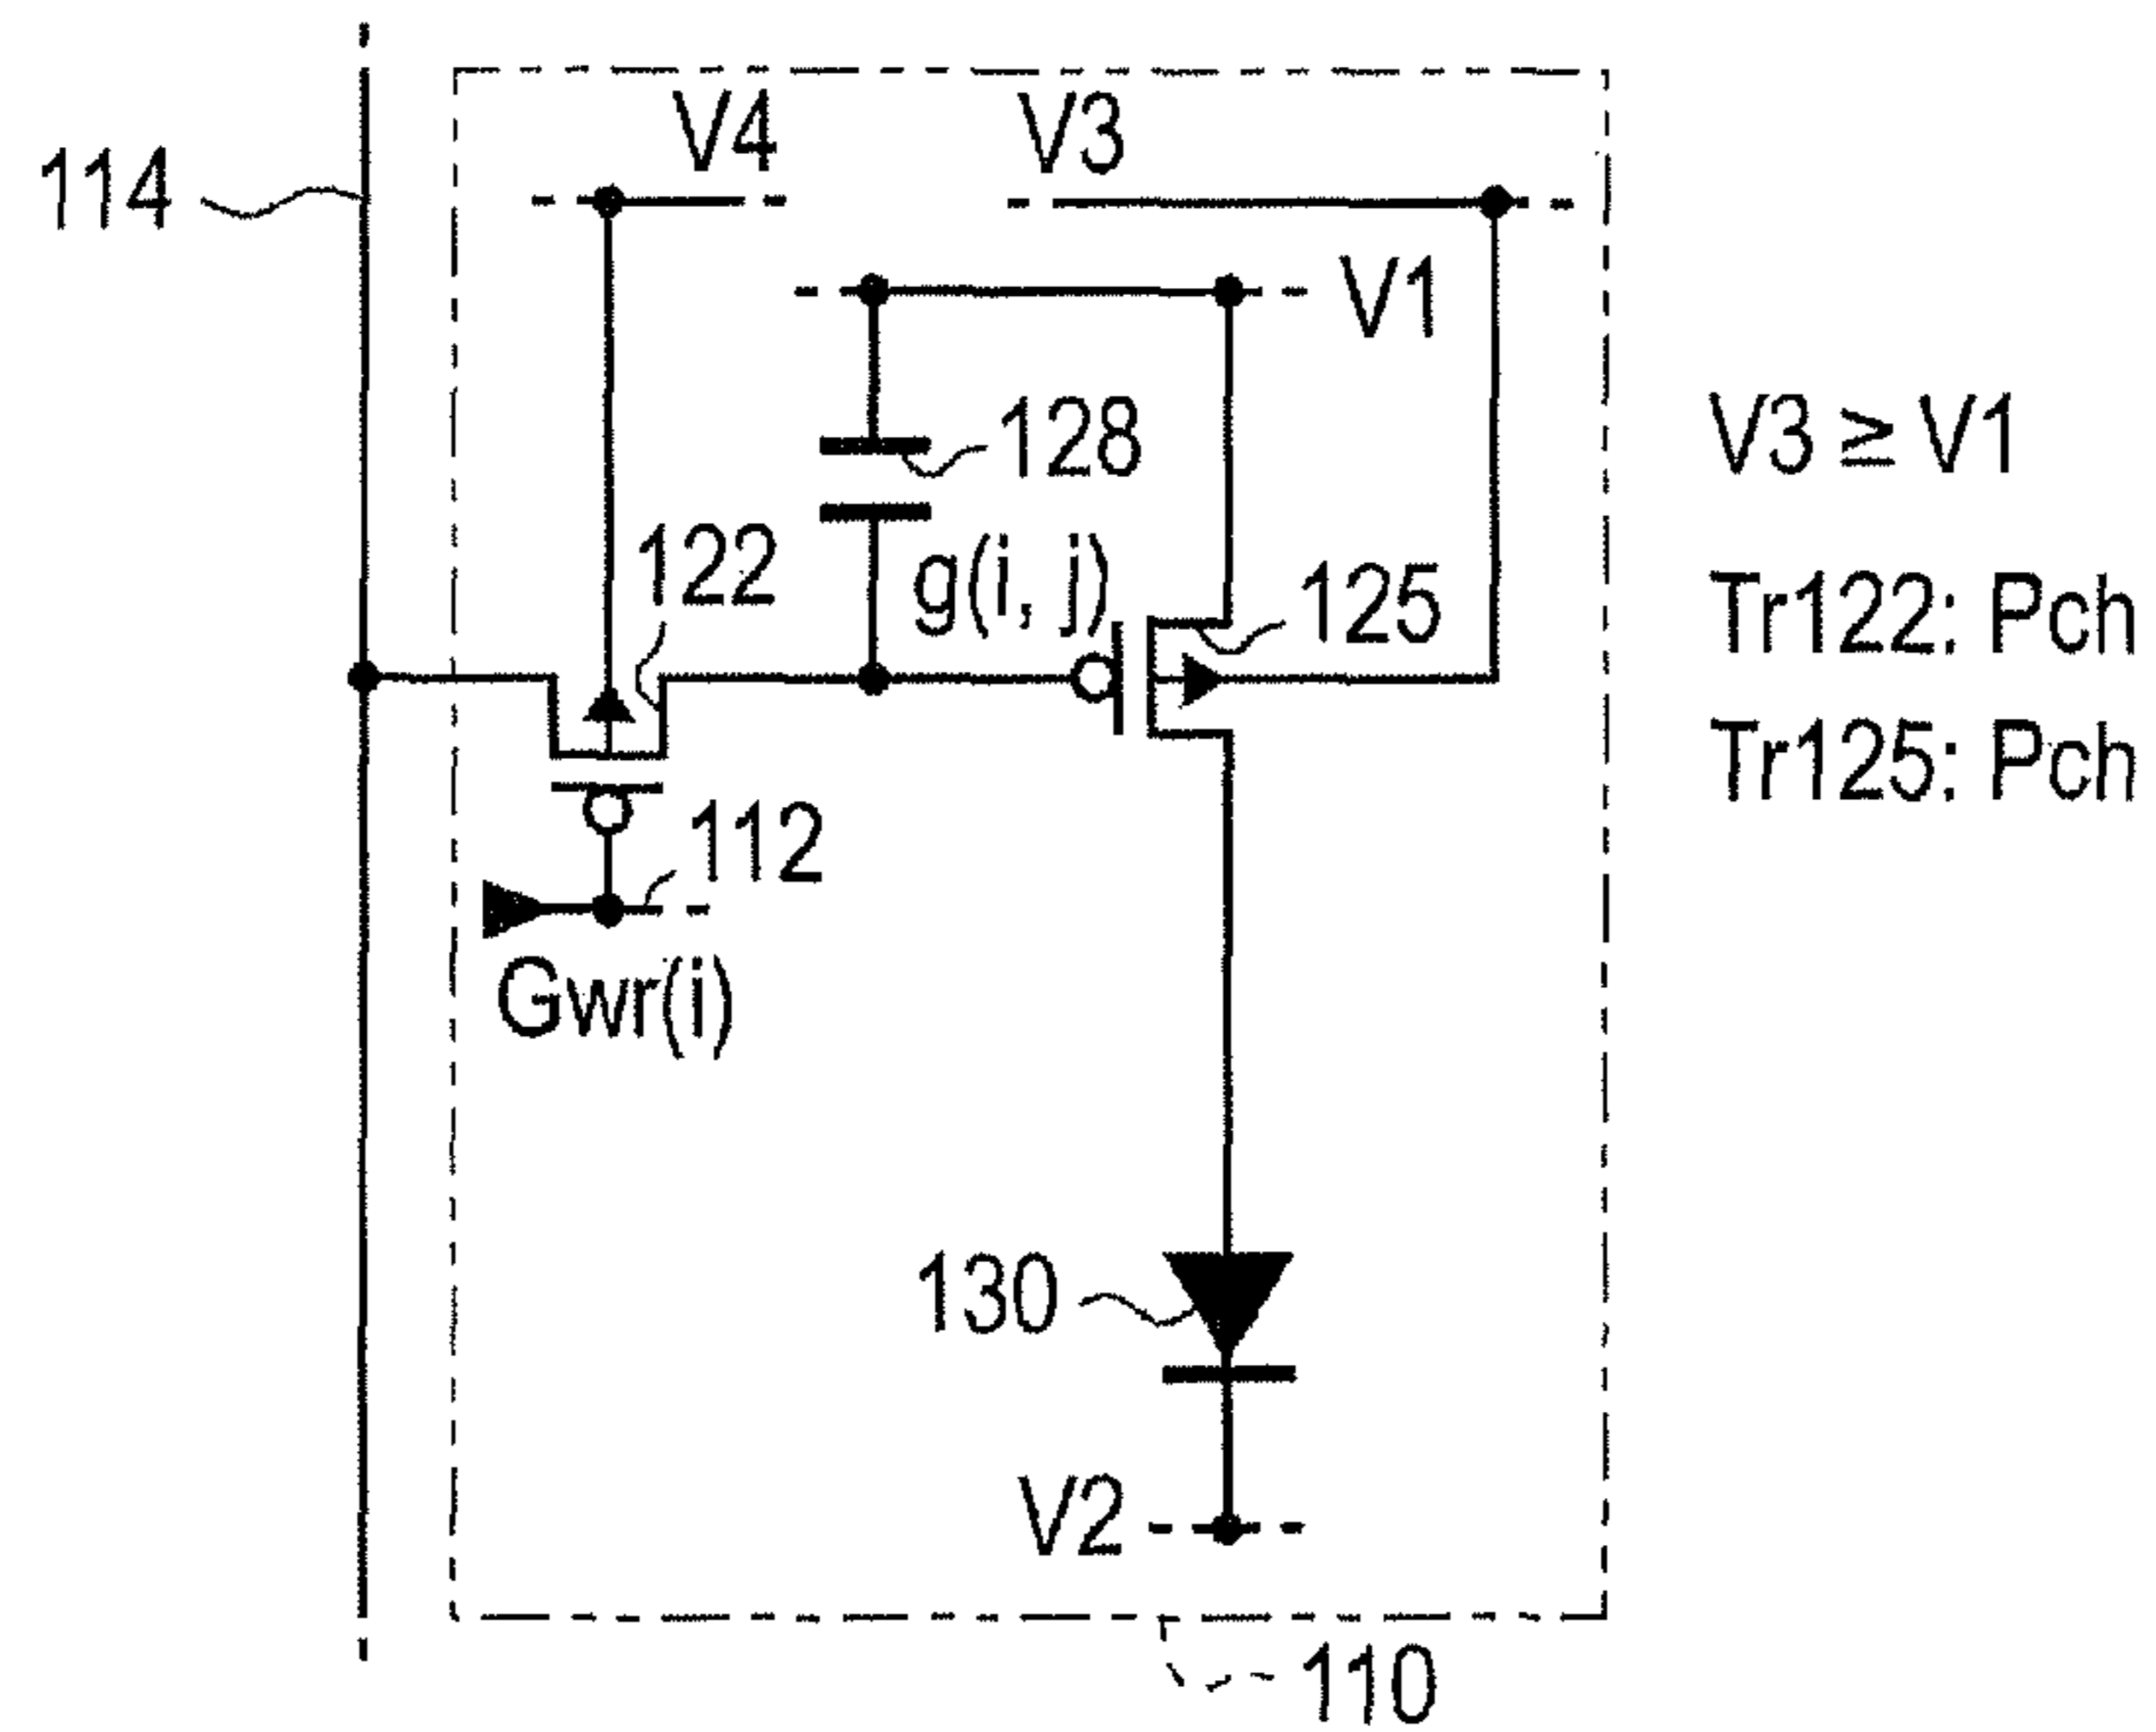 V4
V3
114
V1
128
V3 ≥ V1
122
g(i, j)
125
Tr122: Pch
Tr125: Pch
112
Gwr(i)
130
V2
110